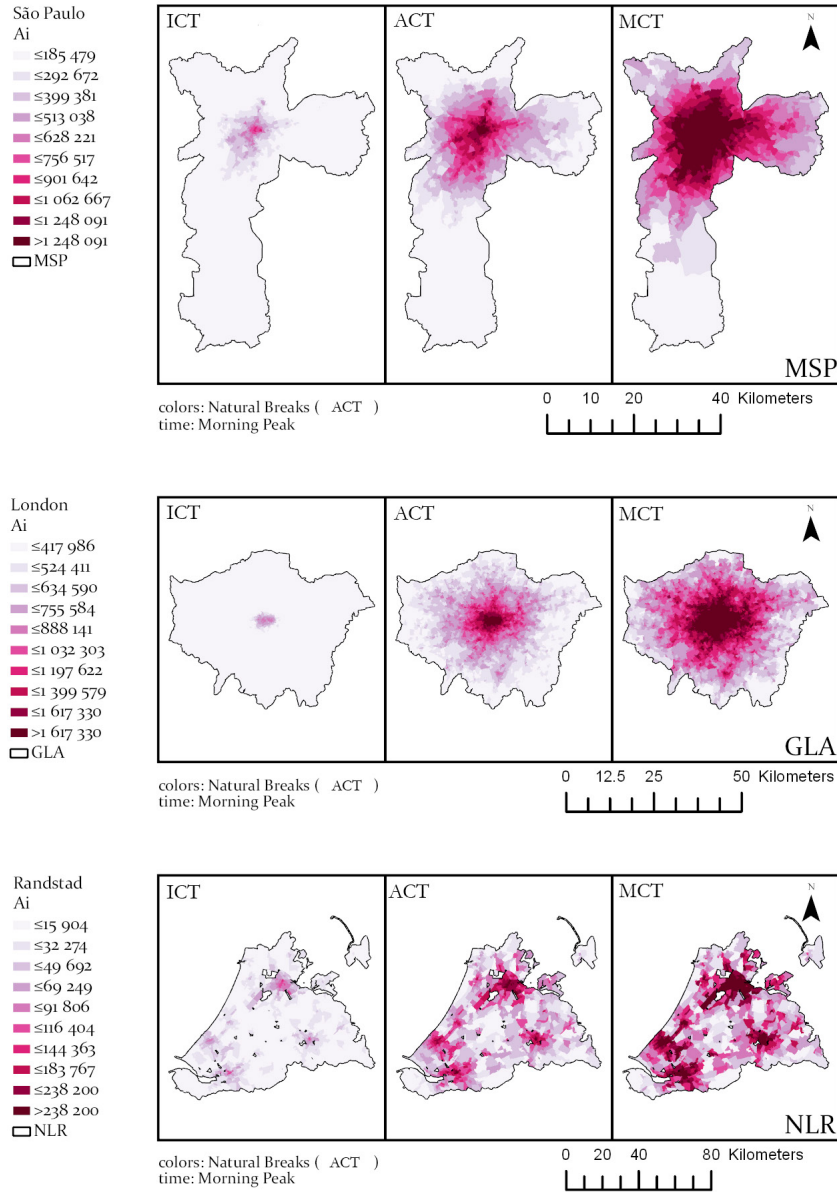 São Paulo
Ai
≤185 479
≤292 672
≤399 381
≤513 038
≤628 221
≤756 517
≤901 642
≤1 062 667
≤1 248 091
>1 248 091
MSP
ICT
ACT
MCT
N
MSP
colors: Natural Breaks ( ACT )
time: Morning Peak
0 10 20 40 Kilometers
London
Ai
≤417 986
≤524 411
≤634 590
≤755 584
≤888 141
≤1 032 303
≤1 197 622
≤1 399 579
≤1 617 330
>1 617 330
GLA
ICT
ACT
MCT
N
GLA
colors: Natural Breaks ( ACT )
time: Morning Peak
0 12.5 25 50 Kilometers
Randstad
Ai
≤15 904
≤32 274
≤49 692
≤69 249
≤91 806
≤116 404
≤144 363
≤183 767
≤238 200
>238 200
NLR
ICT
ACT
MCT
N
NLR
colors: Natural Breaks ( ACT )
time: Morning Peak
0 20 40 80 Kilometers